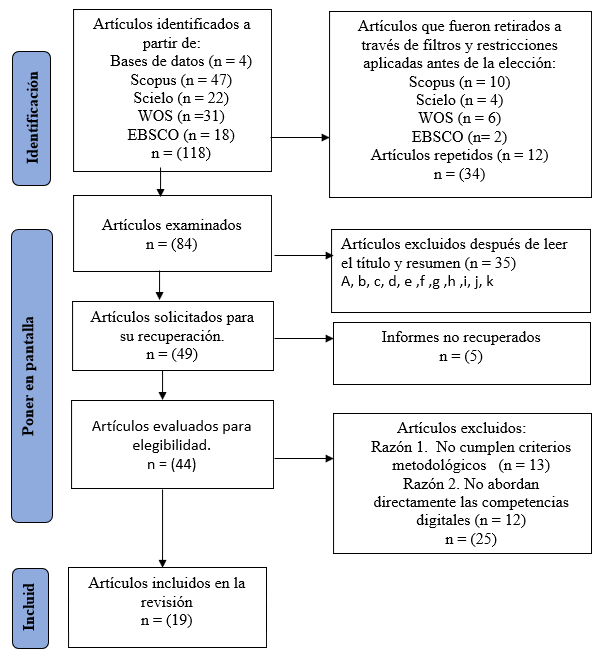 Identificación
Artículos identificados a
partir de:
Bases de datos (n = 4)
Scopus (n = 47)
Scielo (n = 22)
WOS (n =31)
EBSCO (n = 18)
n = (118)
Artículos que fueron retirados a
través de filtros y restricciones
aplicadas antes de la elección:
Scopus (n = 10)
Scielo (n = 4)
WOS (n = 6)
EBSCO (n= 2)
Artículos repetidos (n = 12)
n = (34)
Poner en pantalla
Artículos examinados
n = (84)
Artículos excluidos después de leer
el título y resumen (n = 35)
A, b, c, d, e ,f ,g ,h ,i, j, k
Artículos solicitados para
su recuperación.
n = (49)
Informes no recuperados
n = (5)
Artículos evaluados para
elegibilidad.
n = (44)
Artículos excluidos:
Razón 1. No cumplen criterios
metodológicos (n = 13)
Razón 2. No abordan
directamente las competencias
digitales (n = 12)
n = (25)
Incluid
Artículos incluidos en la
revisión
n = (19)